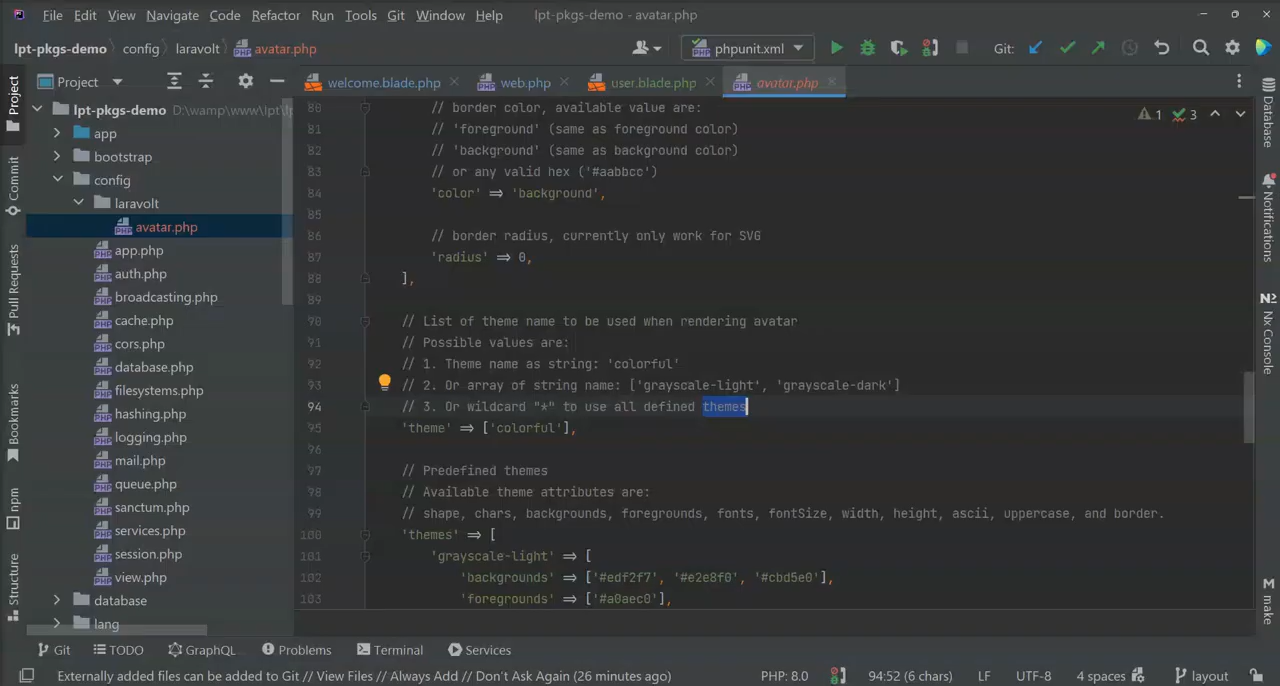 File Edit View Navigate Code Refactor Run Tools Git Window Help lpt-pkgs-demo - avatar.php
lpt-pkgs-demo config laravolt avatar.php phpunit.xml Git:
Project welcome.blade.php web.php user.blade.php avatar.php
lpt-pkgs-demo D:\wamp\www\lpt\
app
bootstrap
config
laravolt
avatar.php
app.php
auth.php
broadcasting.php
cache.php
cors.php
database.php
filesystems.php
hashing.php
logging.php
mail.php
queue.php
sanctum.php
services.php
session.php
view.php
database
lang
1 3
80 // border color, available value are:
81 // 'foreground' (same as foreground color)
82 // 'background' (same as background color)
83 // or any valid hex ('#aabbcc')
84 'color' => 'background',
85
86 // border radius, currently only work for SVG
87 'radius' => 0,
88 ],
89
90 // List of theme name to be used when rendering avatar
91 // Possible values are:
92 // 1. Theme name as string: 'colorful'
93 // 2. Or array of string name: ['grayscale-light', 'grayscale-dark']
94 // 3. Or wildcard "*" to use all defined themes
95 'theme' => ['colorful'],
96
97 // Predefined themes
98 // Available theme attributes are:
99 // shape, chars, backgrounds, foregrounds, fonts, fontSize, width, height, ascii, uppercase, and border.
100 'themes' => [
101 'grayscale-light' => [
102 'backgrounds' => ['#edf2f7', '#e2e8f0', '#cbd5e0'],
103 'foregrounds' => ['#a0aec0'],
Project
Commit
Pull Requests
Bookmarks
npm
Structure
Database
Notifications
Nx Console
make
Git TODO GraphQL Problems Terminal Services
Externally added files can be added to Git // View Files // Always Add // Don't Ask Again (26 minutes ago) PHP: 8.0 94:52 (6 chars) LF UTF-8 4 spaces layout